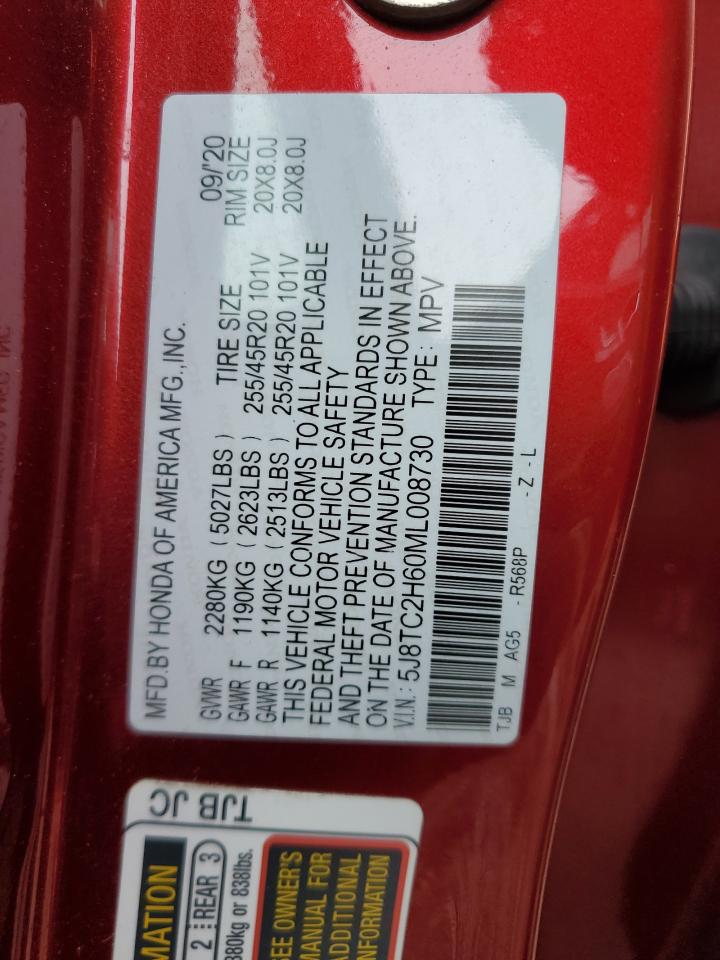 MFD. BY HONDA OF AMERICA MFG., INC. 09/'20
GVWR 2280KG (5027LBS) TIRE SIZE RIM SIZE
GAWR F 1190KG (2623LBS) 255/45R20 101V 20X8.0J
GAWR R 1140KG (2513LBS) 255/45R20 101V 20X8.0J
THIS VEHICLE CONFORMS TO ALL APPLICABLE
FEDERAL MOTOR VEHICLE SAFETY
AND THEFT PREVENTION STANDARDS IN EFFECT
ON THE DATE OF MANUFACTURE SHOWN ABOVE.
V.I.N.: 5J8TC2H60ML008730 TYPE: MPV
TJB M AG5 - R568P - Z - L
TJB JC
MATION
2 REAR 3
380kg or 838lbs.
SEE OWNER'S
MANUAL FOR
ADDITIONAL
INFORMATION